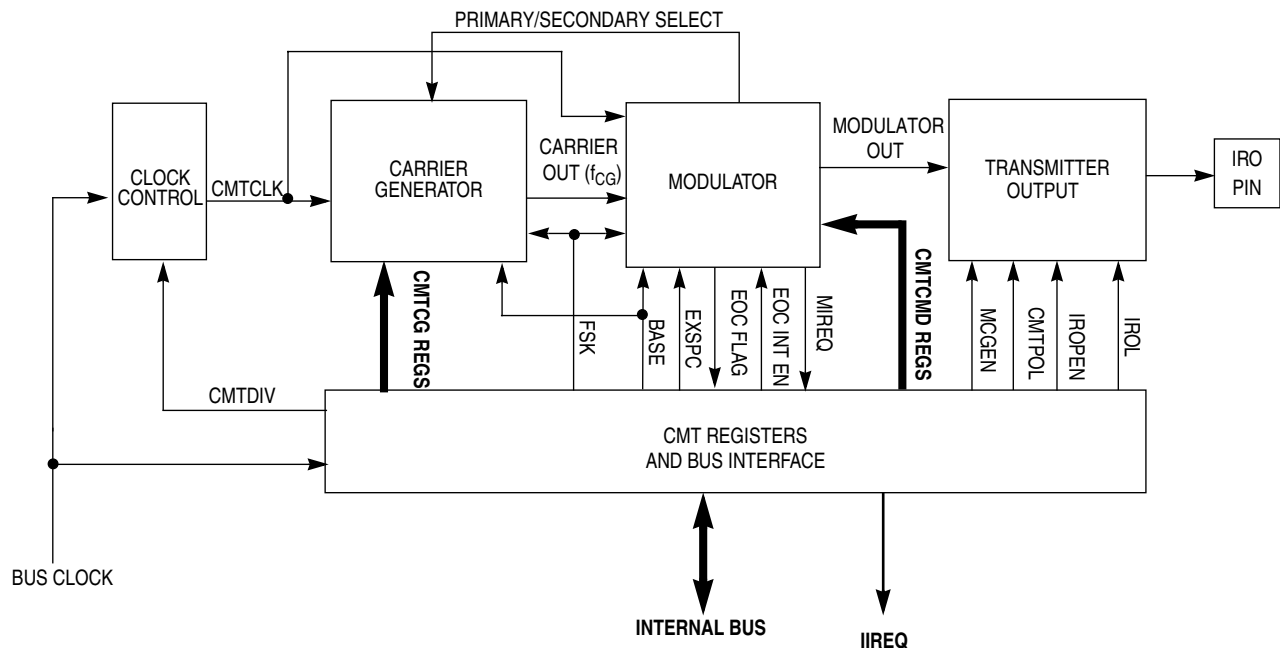 PRIMARY/SECONDARY SELECT
CLOCK
CONTROL
CMTCLK
CARRIER
GENERATOR
CARRIER
OUT (fCG)
MODULATOR
MODULATOR
OUT
TRANSMITTER
OUTPUT
IRO
PIN
CMTCG REGS
FSK
BASE
EXSPC
EOC FLAG
EOC INT EN
MIREQ
CMTCMD REGS
MCGEN
CMTPOL
IROPEN
IROL
CMTDIV
CMT REGISTERS
AND BUS INTERFACE
BUS CLOCK
INTERNAL BUS
IIREQ